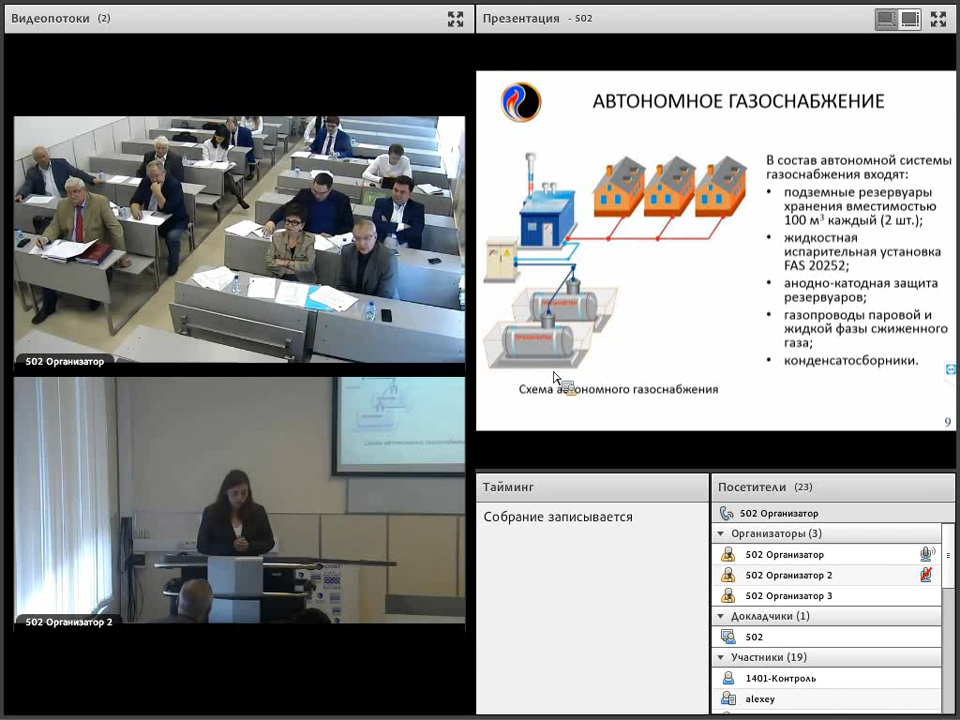 Видеопотоки (2)
502 Организатор
502 Организатор 2
Презентация - 502
АВТОНОМНОЕ ГАЗОСНАБЖЕНИЕ
В состав автономной системы
газоснабжения входят:
• подземные резервуары
хранения вместимостью
100 м³ каждый (2 шт.);
• жидкостная
испарительная установка
FAS 20252;
• анодно-катодная защита
резервуаров;
• газопроводы паровой и
жидкой фазы сжиженного
газа;
• конденсатосборники.
Схема автономного газоснабжения
9
Тайминг
Собрание записывается
Посетители (23)
502 Организатор
Организаторы (3)
502 Организатор
502 Организатор 2
502 Организатор 3
Докладчики (1)
502
Участники (19)
1401-Контроль
alexey